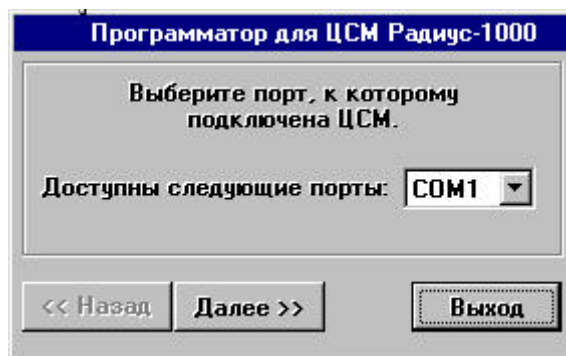 Программатор для ЦСМ Радиус-1000
Выберите порт, к которому
подключена ЦСМ.
Доступны следующие порты: COM1
<< Назад Далее >> Выход